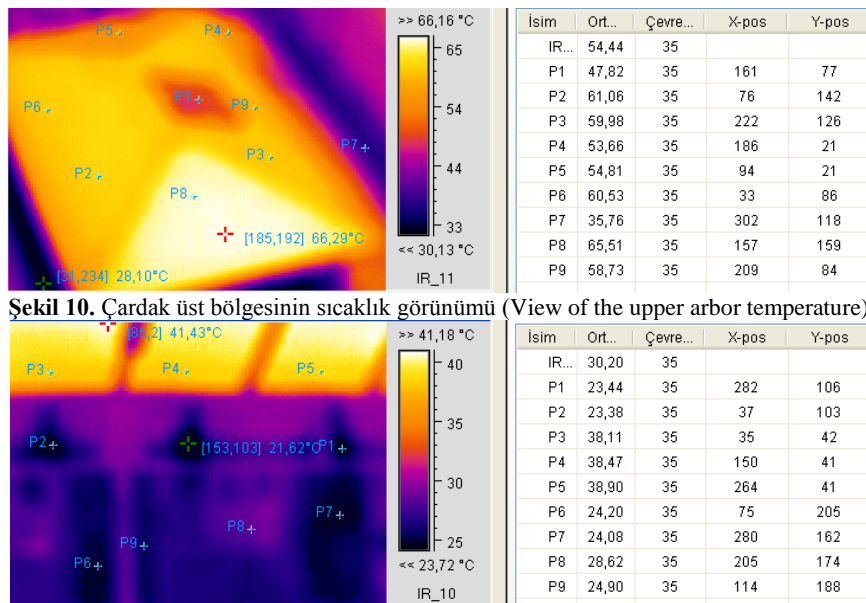 P5 P4
P1 P9
P6 P7
P3
P2
P8
[185,192] 66,29°C
[31,234] 28,10°C
>> 66,16 °C
65
54
44
33
<< 30,13 °C
IR_11
İsim Ort... Çevre... X-pos Y-pos
IR... 54,44 35
P1 47,82 35 161 77
P2 61,06 35 76 142
P3 59,98 35 222 126
P4 53,66 35 186 21
P5 54,81 35 94 21
P6 60,53 35 33 86
P7 35,76 35 302 118
P8 65,51 35 157 159
P9 58,73 35 209 84
Şekil 10. Çardak üst bölgesinin sıcaklık görünümü (View of the upper arbor temperature)
41,43°C
P3 P4 P5
P2 [153,103] 21,62°C P1
P8 P7
P9
P6
>> 41,18 °C
40
35
30
25
<< 23,72 °C
IR_10
İsim Ort... Çevre... X-pos Y-pos
IR... 30,20 35
P1 23,44 35 282 106
P2 23,38 35 37 103
P3 38,11 35 35 42
P4 38,47 35 150 41
P5 38,90 35 264 41
P6 24,20 35 75 205
P7 24,08 35 280 162
P8 28,62 35 205 174
P9 24,90 35 114 188